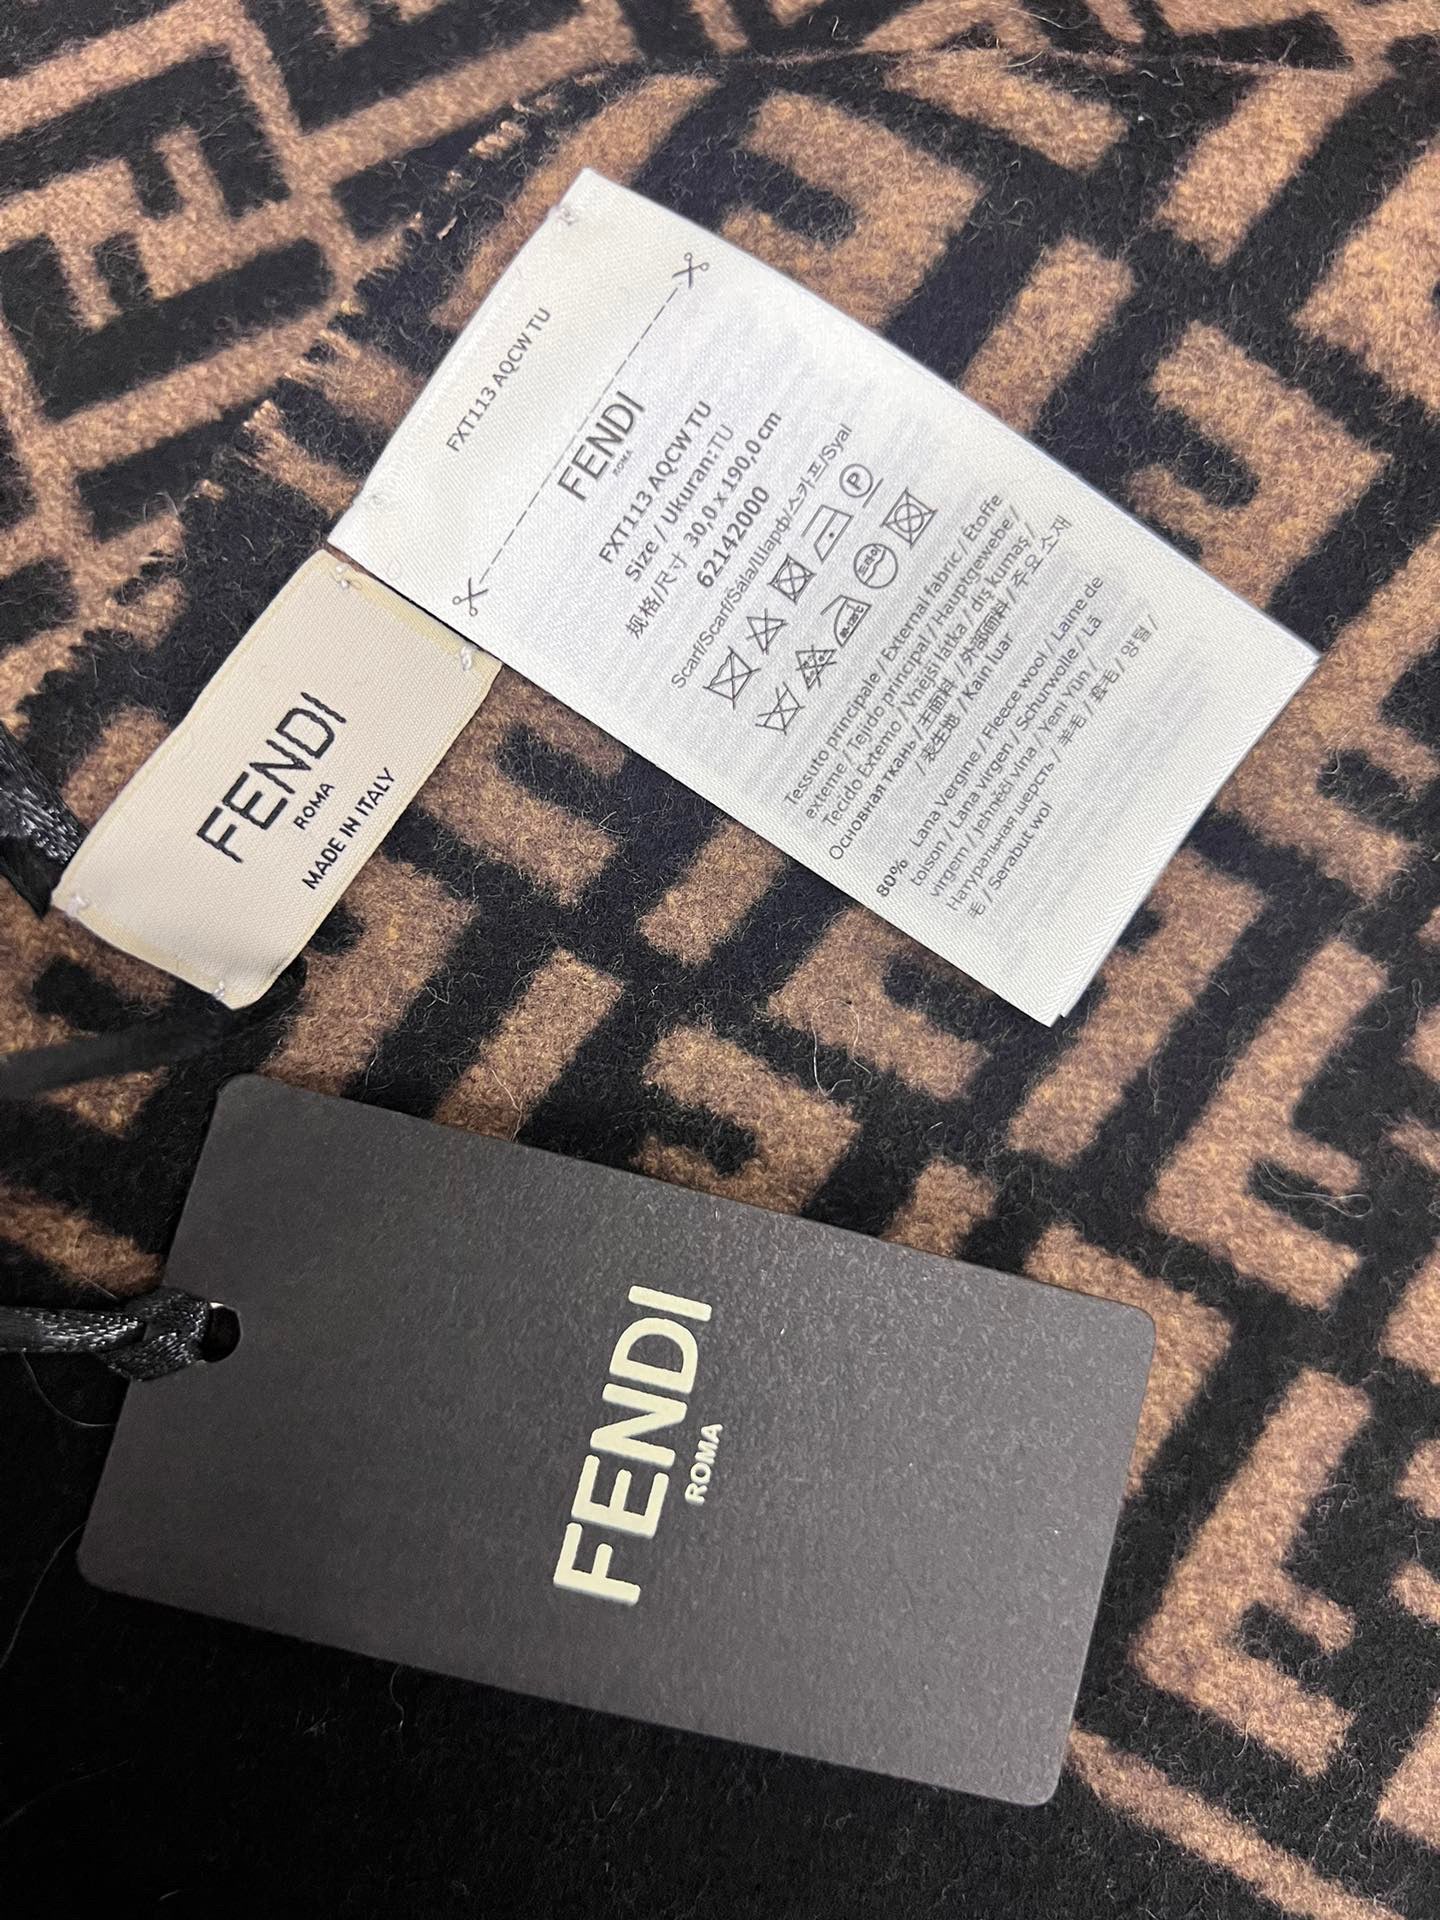 FXT113 AQCW TU
FENDI
ROMA
FXT113 AQCW TU
Size / Ukuran:TU
规格/尺寸 30,0 x 190,0 cm
62142000
Scarf/Scarf/Šála/Шарф/스카프/Syal
P
Tessuto principale / External fabric / Étoffe
externe / Tejido principal / Hauptgewebe /
Tecido Externo / Vnější látka / dış kumaş /
Основная ткань / 主面料 / 外部面料 / 주요 소재
/ 表生地 / Kain luar
80% Lana Vergine / Fleece wool / Laine de
toison / Lana virgen / Schurwolle / Lã
virgem / Jehněčí vlna / Yeni Yün /
Натуральная шерсть / 羊毛 / 套毛 / 양털 /
毛 / Serabut wol
FENDI
ROMA
MADE IN ITALY
FENDI
ROMA